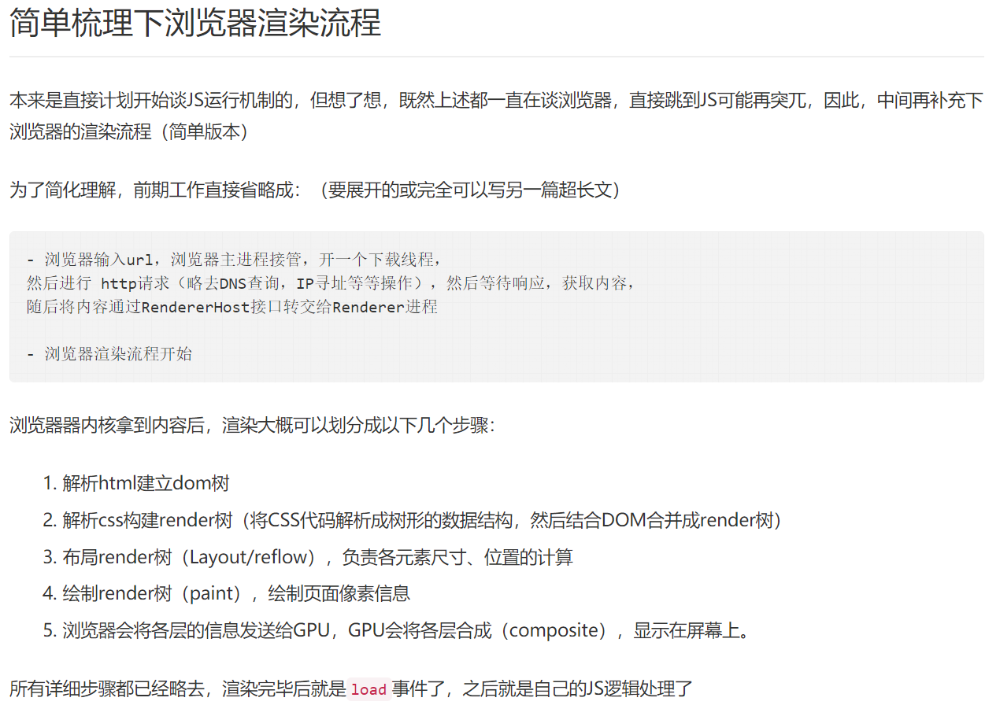 简单梳理下浏览器渲染流程
本来是直接计划开始谈JS运行机制的，但想了想，既然上述都一直在谈浏览器，直接跳到JS可能再突兀，因此，中间再补充下
浏览器的渲染流程（简单版本）
为了简化理解，前期工作直接省略成：（要展开的或完全可以写另一篇超长文）
- 浏览器输入url，浏览器主进程接管，开一个下载线程，
然后进行 http请求（略去DNS查询，IP寻址等等操作），然后等待响应，获取内容，
随后将内容通过RendererHost接口转交给Renderer进程
- 浏览器渲染流程开始
浏览器器内核拿到内容后，渲染大概可以划分成以下几个步骤：
1. 解析html建立dom树
2. 解析css构建render树（将CSS代码解析成树形的数据结构，然后结合DOM合并成render树）
3. 布局render树（Layout/reflow），负责各元素尺寸、位置的计算
4. 绘制render树（paint），绘制页面像素信息
5. 浏览器会将各层的信息发送给GPU，GPU会将各层合成（composite），显示在屏幕上。
所有详细步骤都已经略去，渲染完毕后就是load事件了，之后就是自己的JS逻辑处理了